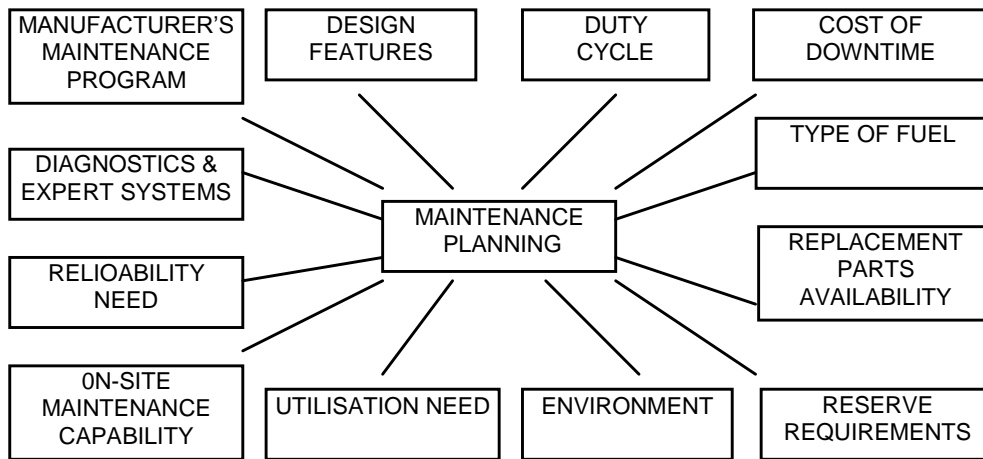 MANUFACTURER’S
MAINTENANCE
PROGRAM
DESIGN
FEATURES
DUTY
CYCLE
COST OF
DOWNTIME
DIAGNOSTICS &
EXPERT SYSTEMS
TYPE OF FUEL
MAINTENANCE
PLANNING
RELIOABILITY
NEED
REPLACEMENT
PARTS
AVAILABILITY
0N-SITE
MAINTENANCE
CAPABILITY
UTILISATION NEED
ENVIRONMENT
RESERVE
REQUIREMENTS